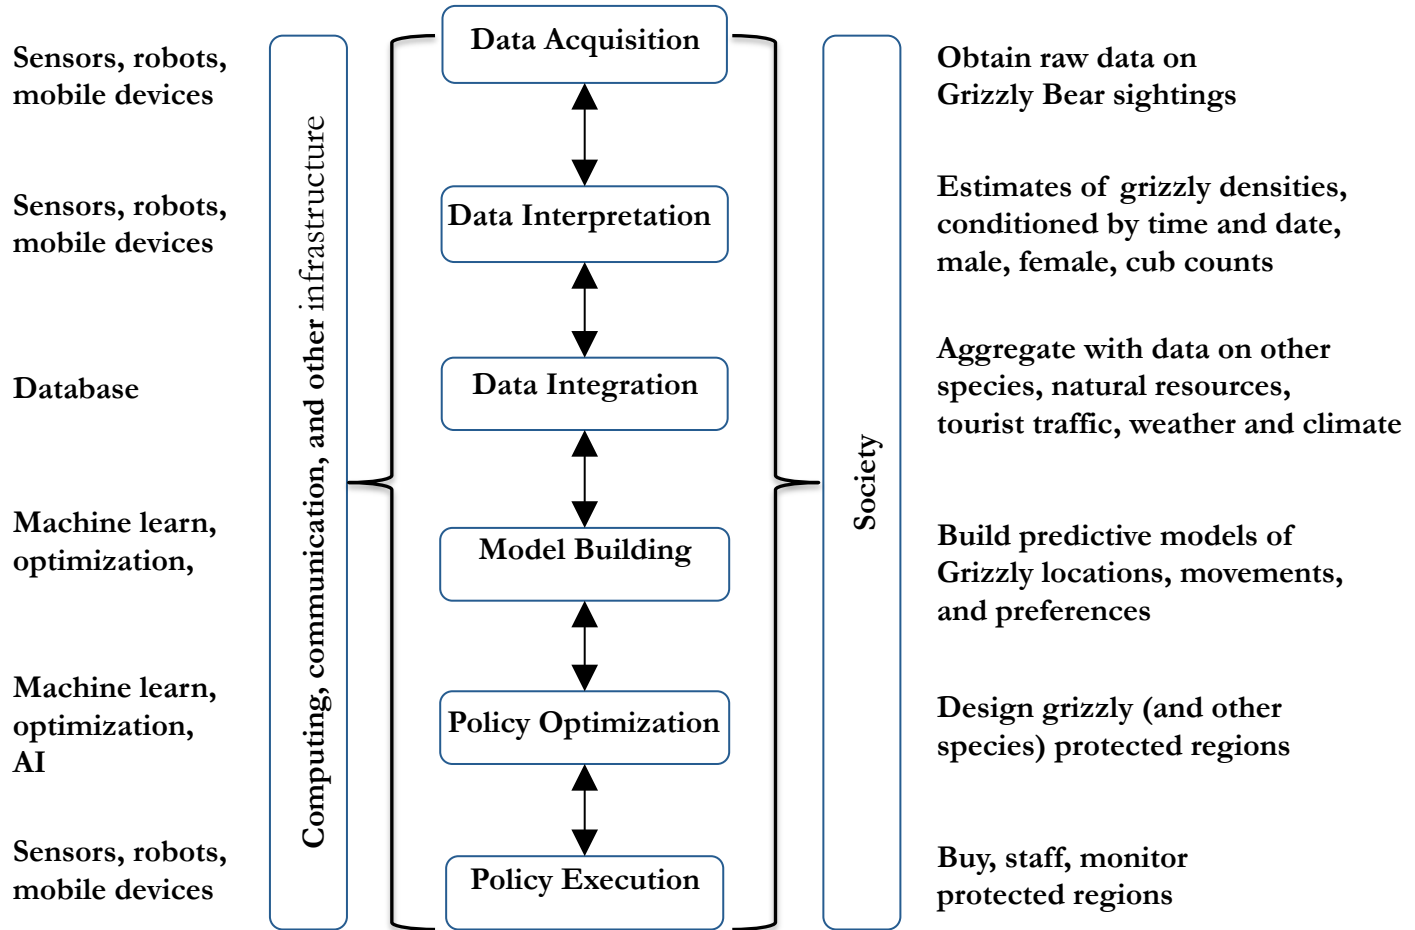 Sensors, robots,
mobile devices
Data Acquisition
Obtain raw data on
Grizzly Bear sightings
Sensors, robots,
mobile devices
Data Interpretation
Estimates of grizzly densities,
conditioned by time and date,
male, female, cub counts
Database
Data Integration
Aggregate with data on other
species, natural resources,
tourist traffic, weather and climate
Machine learn,
optimization,
Model Building
Build predictive models of
Grizzly locations, movements,
and preferences
Machine learn,
optimization,
AI
Policy Optimization
Design grizzly (and other
species) protected regions
Sensors, robots,
mobile devices
Policy Execution
Buy, staff, monitor
protected regions
Computing, communication, and other infrastructure
Society